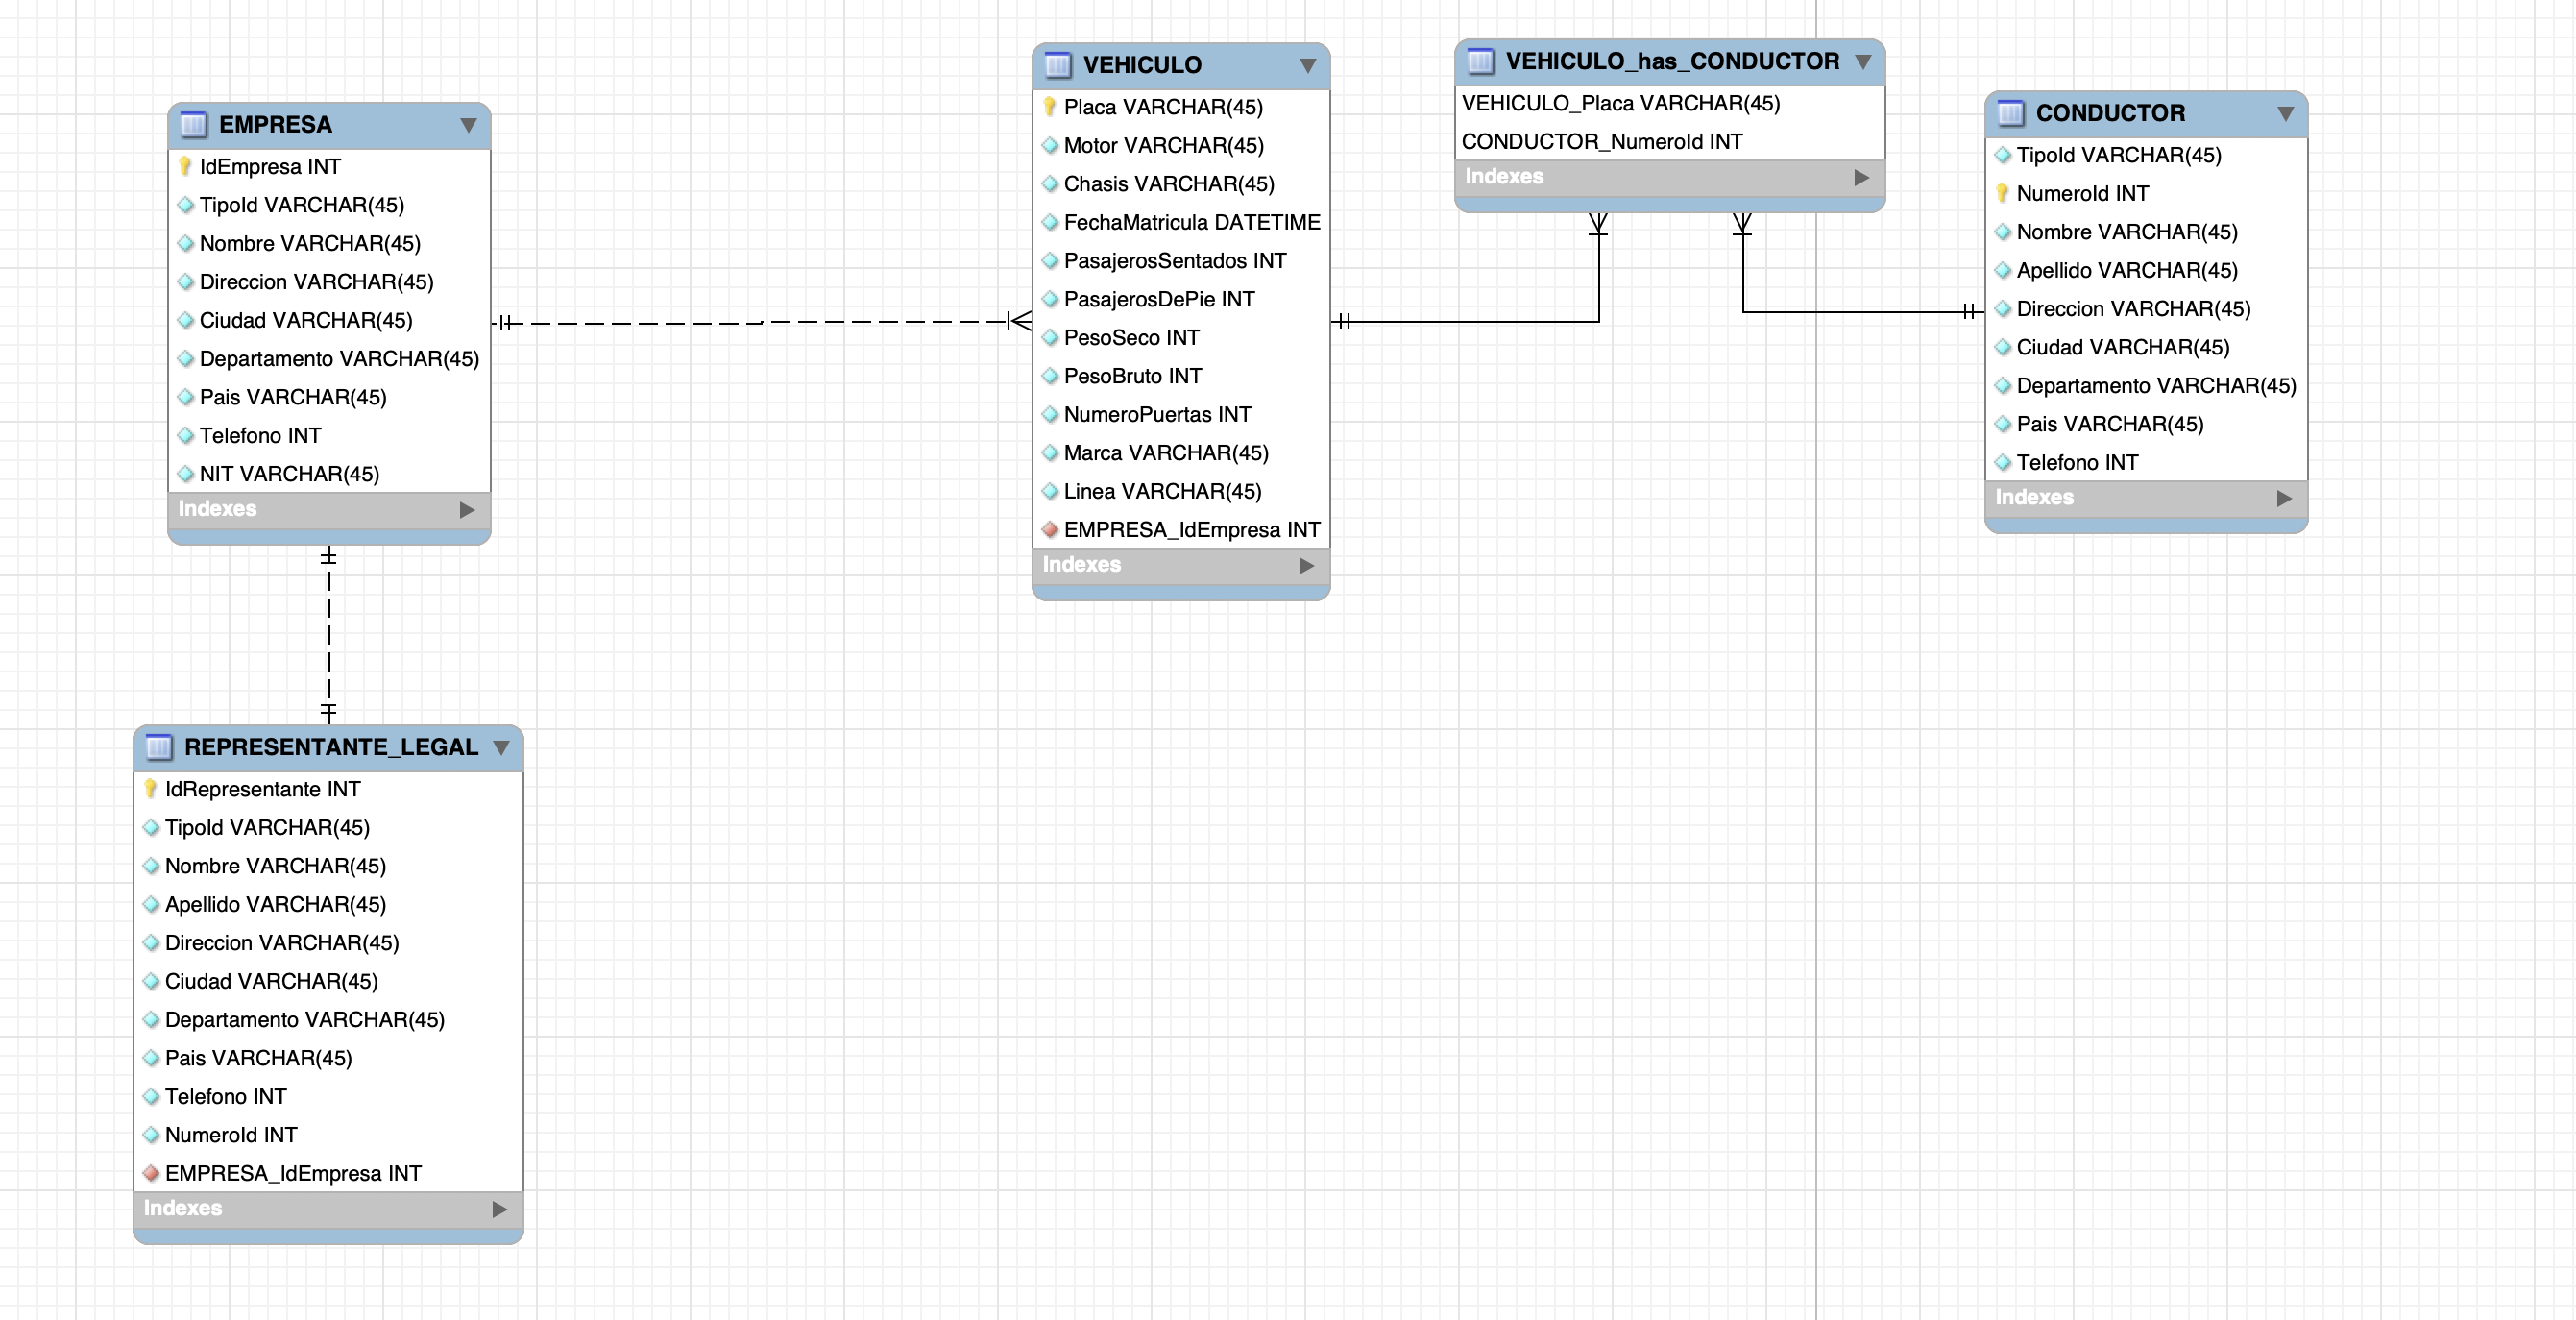 EMPRESA
IdEmpresa INT
TipoId VARCHAR(45)
Nombre VARCHAR(45)
Direccion VARCHAR(45)
Ciudad VARCHAR(45)
Departamento VARCHAR(45)
Pais VARCHAR(45)
Telefono INT
NIT VARCHAR(45)
Indexes
REPRESENTANTE_LEGAL
IdRepresentante INT
TipoId VARCHAR(45)
Nombre VARCHAR(45)
Apellido VARCHAR(45)
Direccion VARCHAR(45)
Ciudad VARCHAR(45)
Departamento VARCHAR(45)
Pais VARCHAR(45)
Telefono INT
NumeroId INT
EMPRESA_IdEmpresa INT
Indexes
VEHICULO
Placa VARCHAR(45)
Motor VARCHAR(45)
Chasis VARCHAR(45)
FechaMatricula DATETIME
PasajerosSentados INT
PasajerosDePie INT
PesoSeco INT
PesoBruto INT
NumeroPuertas INT
Marca VARCHAR(45)
Linea VARCHAR(45)
EMPRESA_IdEmpresa INT
Indexes
VEHICULO_has_CONDUCTOR
VEHICULO_Placa VARCHAR(45)
CONDUCTOR_NumeroId INT
Indexes
CONDUCTOR
TipoId VARCHAR(45)
NumeroId INT
Nombre VARCHAR(45)
Apellido VARCHAR(45)
Direccion VARCHAR(45)
Ciudad VARCHAR(45)
Departamento VARCHAR(45)
Pais VARCHAR(45)
Telefono INT
Indexes